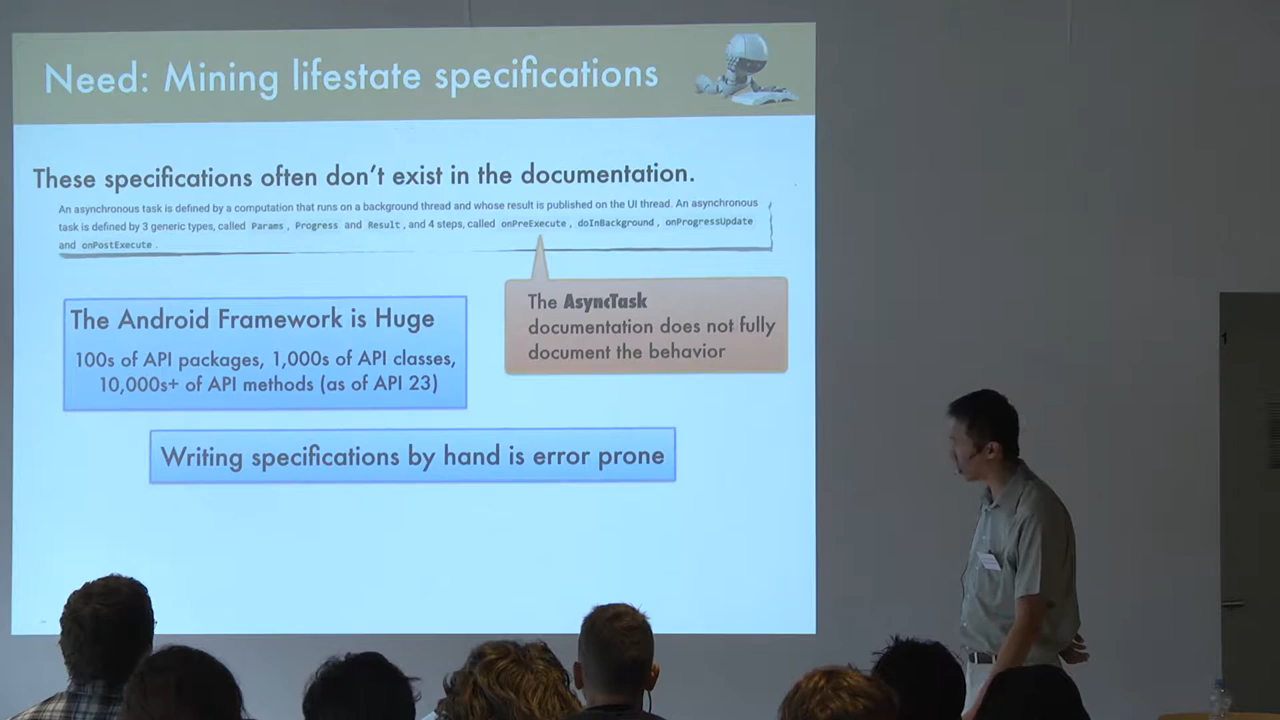 Need: Mining lifestate specifications
These specifications often don't exist in the documentation.
An asynchronous task is defined by a computation that runs on a background thread and whose result is published on the UI thread. An asynchronous
task is defined by 3 generic types, called Params, Progress and Result, and 4 steps, called onPreExecute, doInBackground, onProgressUpdate
and onPostExecute.
The AsyncTask
documentation does not fully
document the behavior
The Android Framework is Huge
100s of API packages, 1,000s of API classes,
10,000s+ of API methods (as of API 23)
Writing specifications by hand is error prone
1